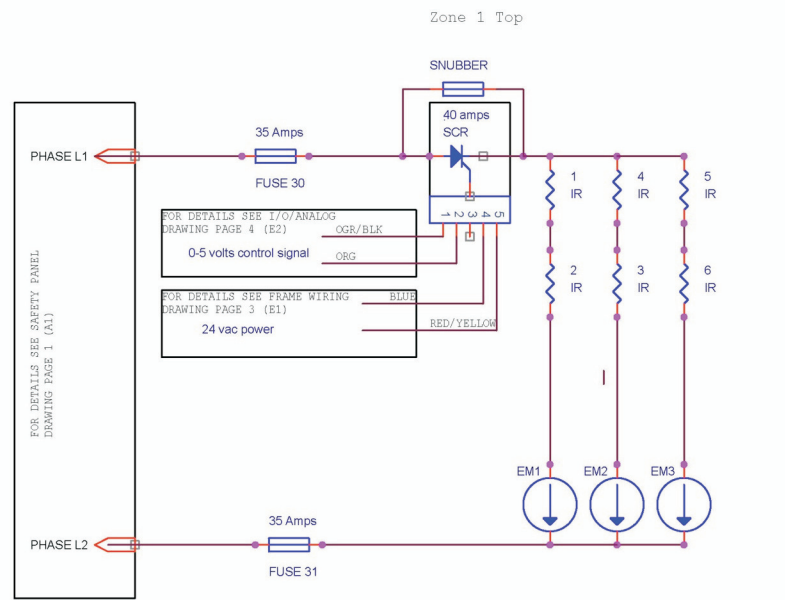 Zone 1 Top
SNUBBER
40 amps
SCR
35 Amps
PHASE L1
FUSE 30
1 2 3 4 5
1
IR
4
IR
5
IR
FOR DETAILS SEE I/O/ANALOG
DRAWING PAGE 4 (E2)
OGR/BLK
0-5 volts control signal
ORG
2
IR
3
IR
6
IR
FOR DETAILS SEE FRAME WIRING
DRAWING PAGE 3 (E1)
BLUE
24 vac power
RED/YELLOW
FOR DETAILS SEE SAFETY PANEL
DRAWING PAGE 1 (A1)
EM1
EM2
EM3
35 Amps
PHASE L2
FUSE 31